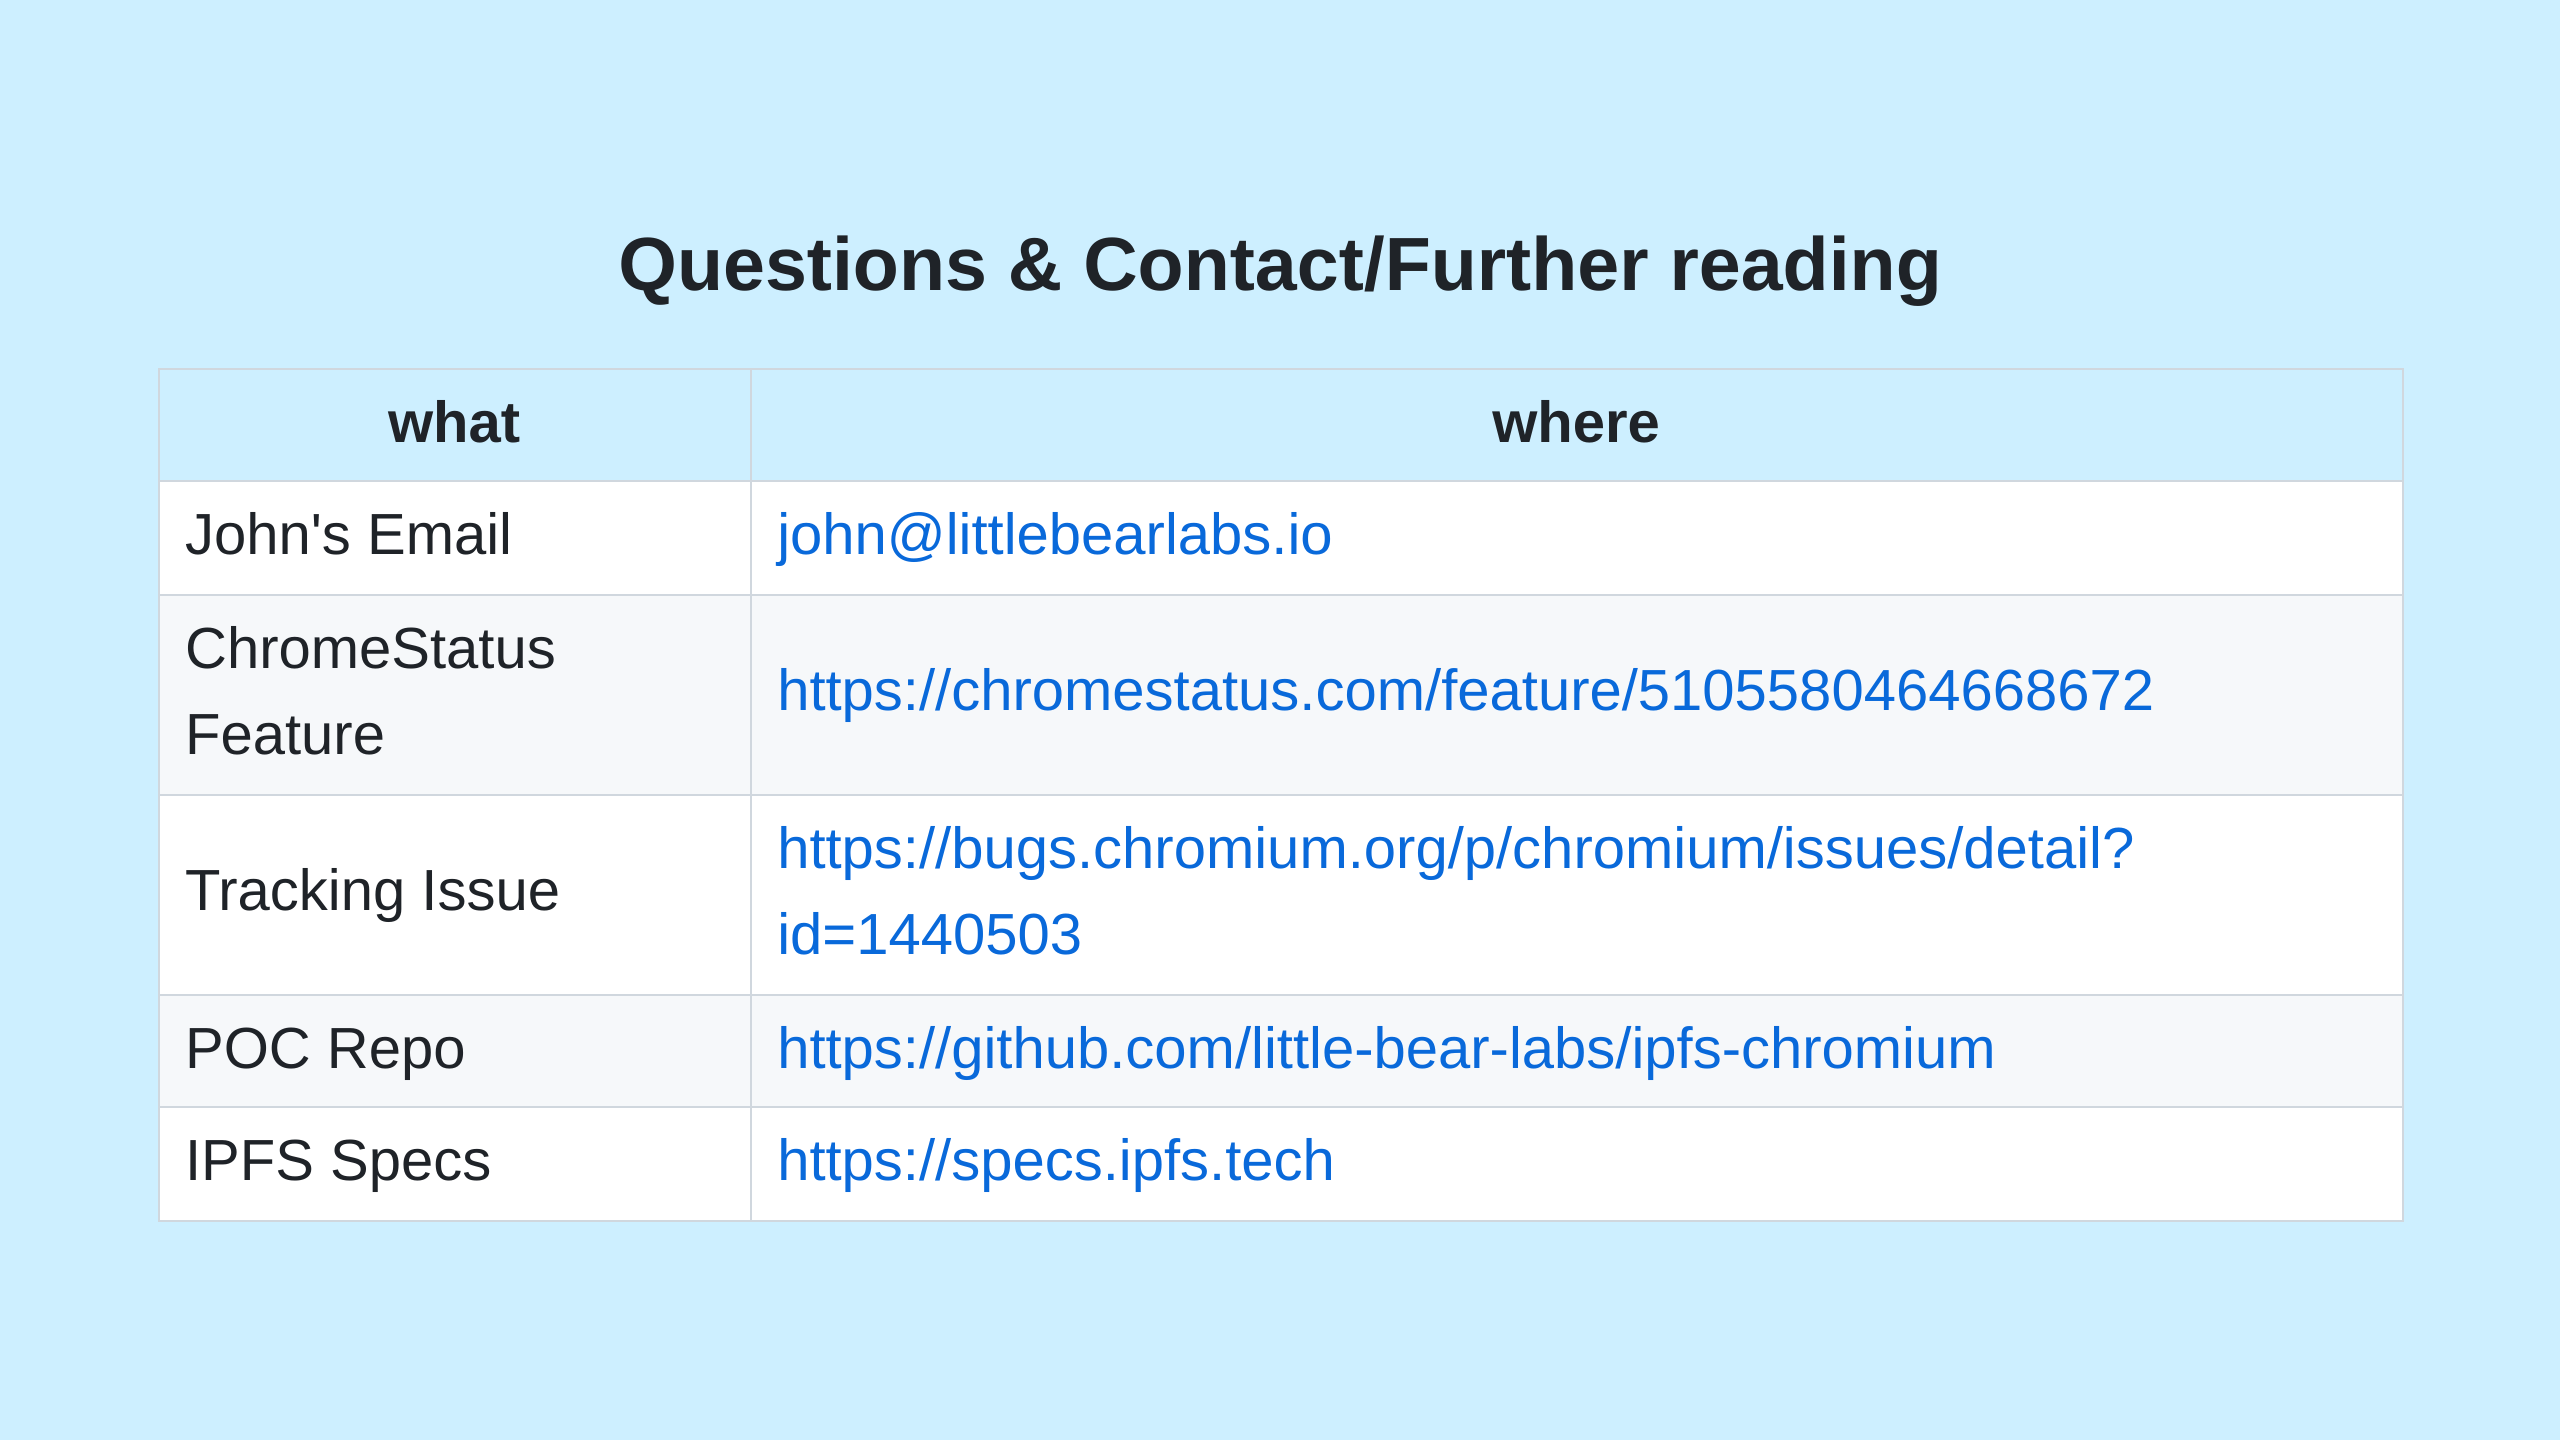 Questions & Contact/Further reading
what
where
John's Email
john@littlebearlabs.io
ChromeStatus
Feature
https://chromestatus.com/feature/5105580464668672
Tracking Issue
https://bugs.chromium.org/p/chromium/issues/detail?
id=1440503
POC Repo
https://github.com/little-bear-labs/ipfs-chromium
IPFS Specs
https://specs.ipfs.tech